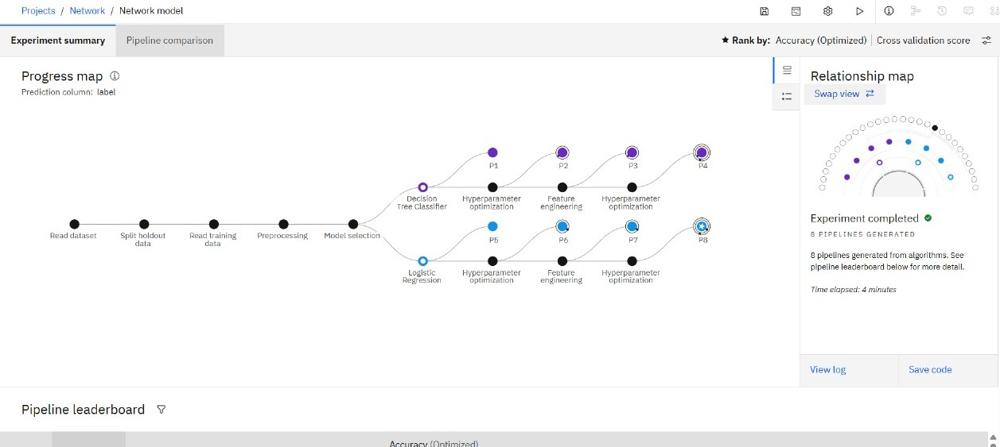 Projects / Network / Network model
Experiment summary
Pipeline comparison
Rank by: Accuracy (Optimized) | Cross validation score
Progress map
Prediction column: label
P1
P2
P3
P4
Decision
Tree Classifier
Hyperparameter
optimization
Feature
engineering
Hyperparameter
optimization
Read dataset
Split holdout
data
Read training
data
Preprocessing
Model selection
P5
P6
P7
P8
Logistic
Regression
Hyperparameter
optimization
Feature
engineering
Hyperparameter
optimization
Relationship map
Swap view
Experiment completed
8 PIPELINES GENERATED
8 pipelines generated from algorithms. See
pipeline leaderboard below for more detail.
Time elapsed: 4 minutes
View log
Save code
Pipeline leaderboard
Accuracy (Optimized)